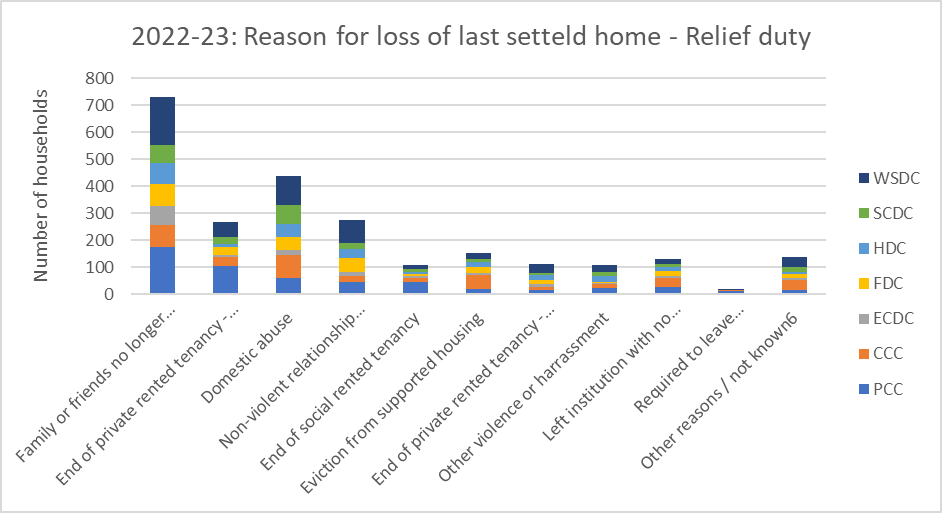 2022-23: Reason for loss of last setteld home - Relief duty
Number of households
800
700
600
500
400
300
200
100
0
Family or friends no longer...
End of private rented tenancy -...
Domestic abuse
Non-violent relationship...
End of social rented tenancy
Eviction from supported housing
End of private rented tenancy -...
Other violence or harrassment
Left institution with no...
Required to leave...
Other reasons / not known6
WSDC
SCDC
HDC
FDC
ECDC
CCC
PCC